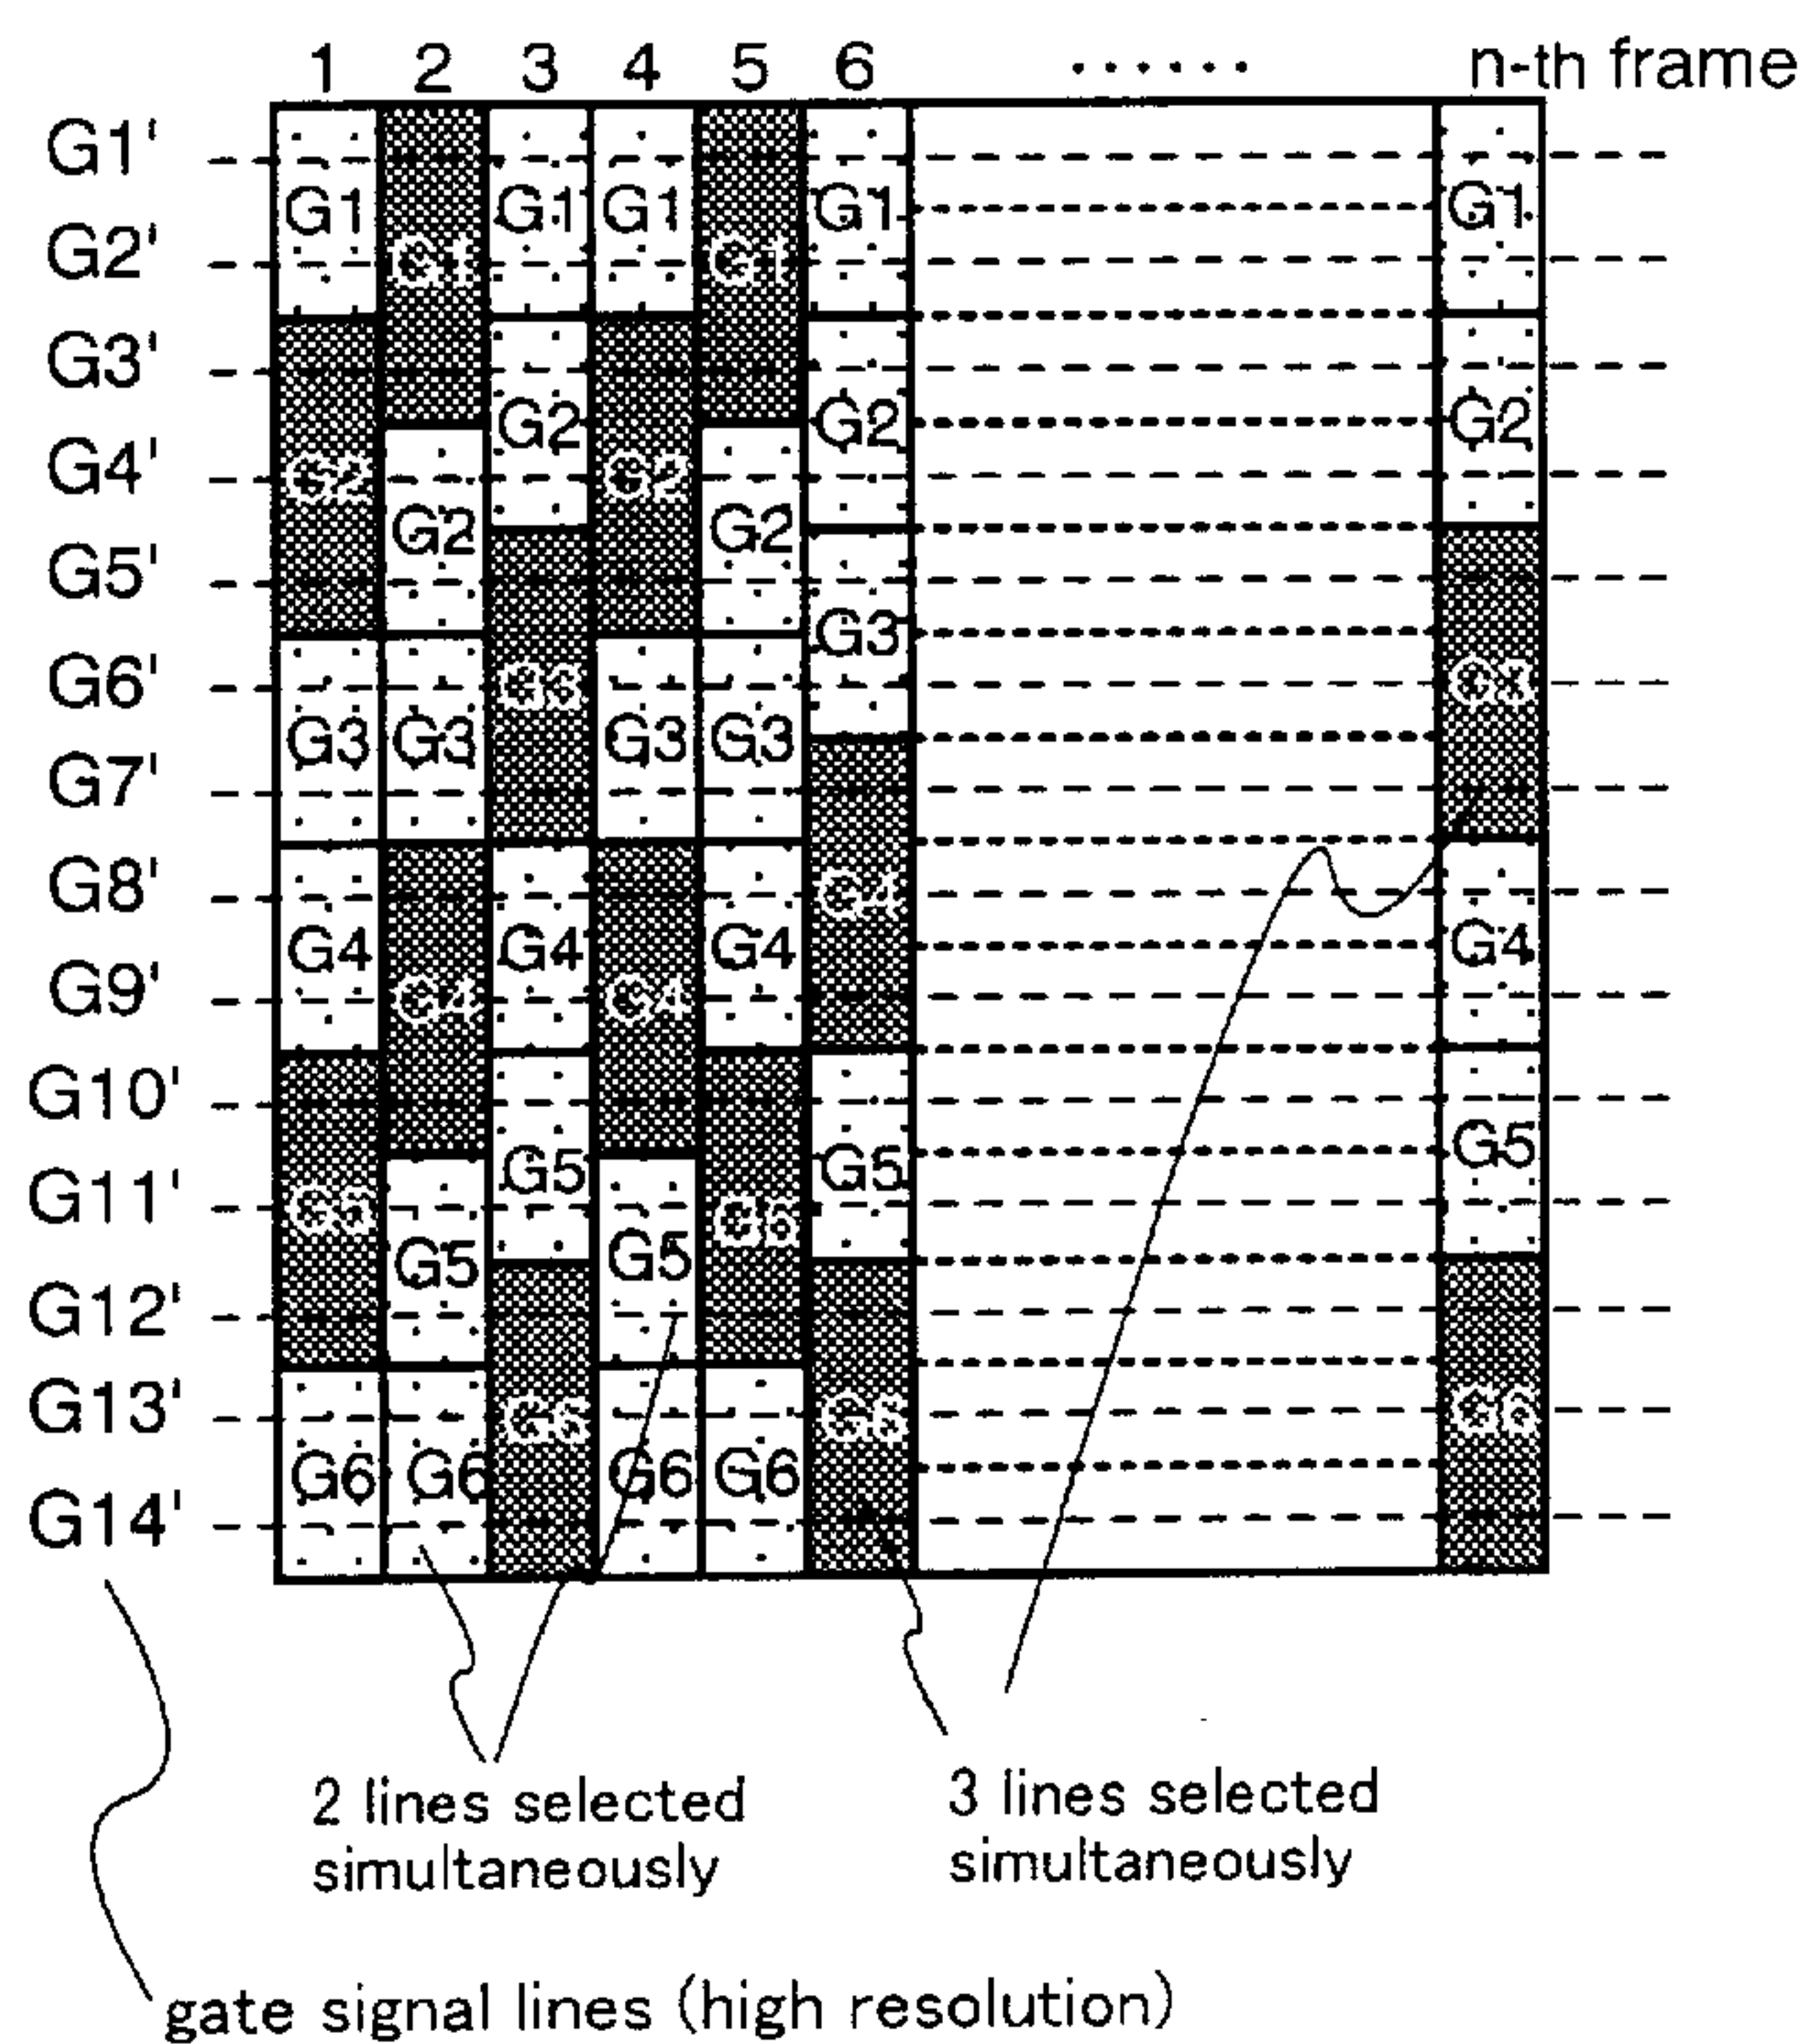 1 2 3 4 5 6 ...... n-th frame
G1'
G1 G1 G1 G1 G1
G2' G1 G1
G3'
G2 G2 G2
G4' G2 G2
G2 G2
G5'
G3
G6' G3 G3
G3 G3 G3 G3
G7'
G8' G4
G4 G4 G4 G4
G9' G4 G4
G10'
G5 G5 G5
G11' G5 G5
G5 G5
G12'
G13' G6 G6 G6
G6 G6 G6 G6
G14'
2 lines selected
simultaneously
3 lines selected
simultaneously
gate signal lines (high resolution)